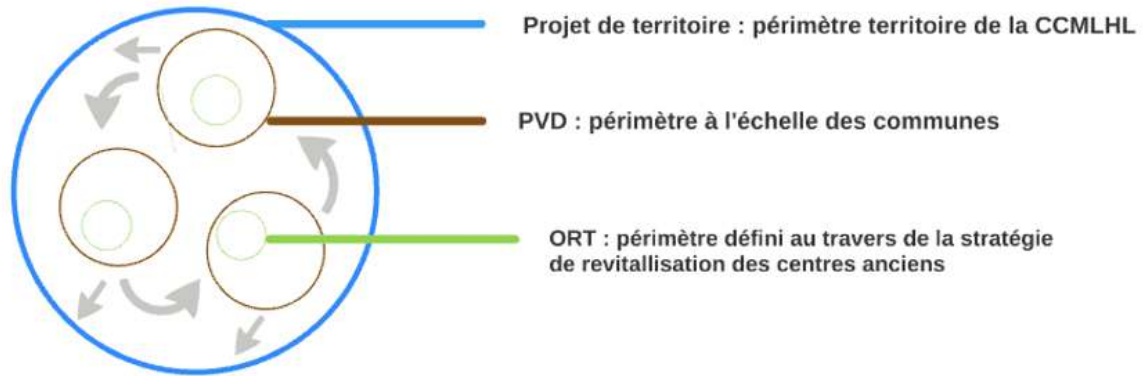 Projet de territoire : périmètre territoire de la CCMLHL
PVD : périmètre à l'échelle des communes
ORT : périmètre défini au travers de la stratégie
de revitallisation des centres anciens